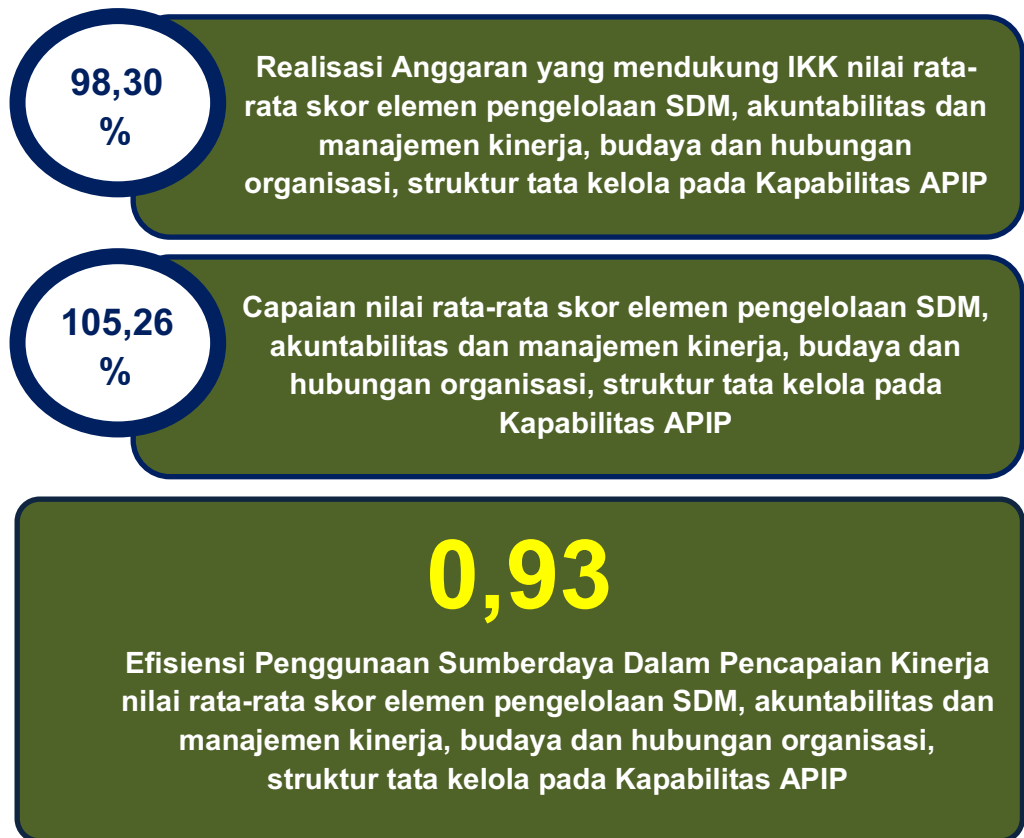 98,30
%
Realisasi Anggaran yang mendukung IKK nilai rata-
rata skor elemen pengelolaan SDM, akuntabilitas dan
manajemen kinerja, budaya dan hubungan
organisasi, struktur tata kelola pada Kapabilitas APIP
105,26
%
Capaian nilai rata-rata skor elemen pengelolaan SDM,
akuntabilitas dan manajemen kinerja, budaya dan
hubungan organisasi, struktur tata kelola pada
Kapabilitas APIP
0,93
Efisiensi Penggunaan Sumberdaya Dalam Pencapaian Kinerja
nilai rata-rata skor elemen pengelolaan SDM, akuntabilitas dan
manajemen kinerja, budaya dan hubungan organisasi,
struktur tata kelola pada Kapabilitas APIP